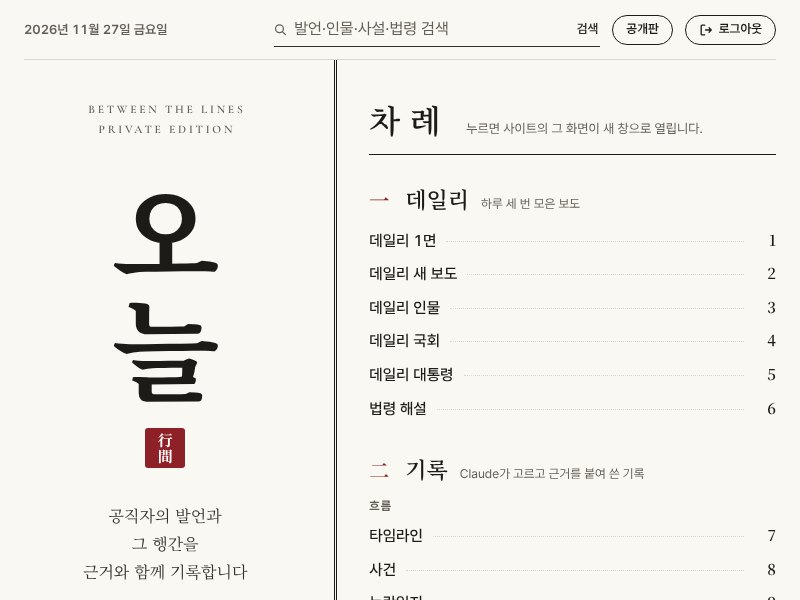 2026년 11월 27일 금요일
발언·인물·사설·법령 검색
검색
공개판
로그아웃
BETWEEN THE LINES
PRIVATE EDITION
오
늘
行
間
공직자의 발언과
그 행간을
근거와 함께 기록합니다
차례
누르면 사이트의 그 화면이 새 창으로 열립니다.
一 데일리 하루 세 번 모은 보도
데일리 1면 1
데일리 새 보도 2
데일리 인물 3
데일리 국회 4
데일리 대통령 5
법령 해설 6
二 기록 Claude가 고르고 근거를 붙여 쓴 기록
흐름
타임라인 7
사건 8